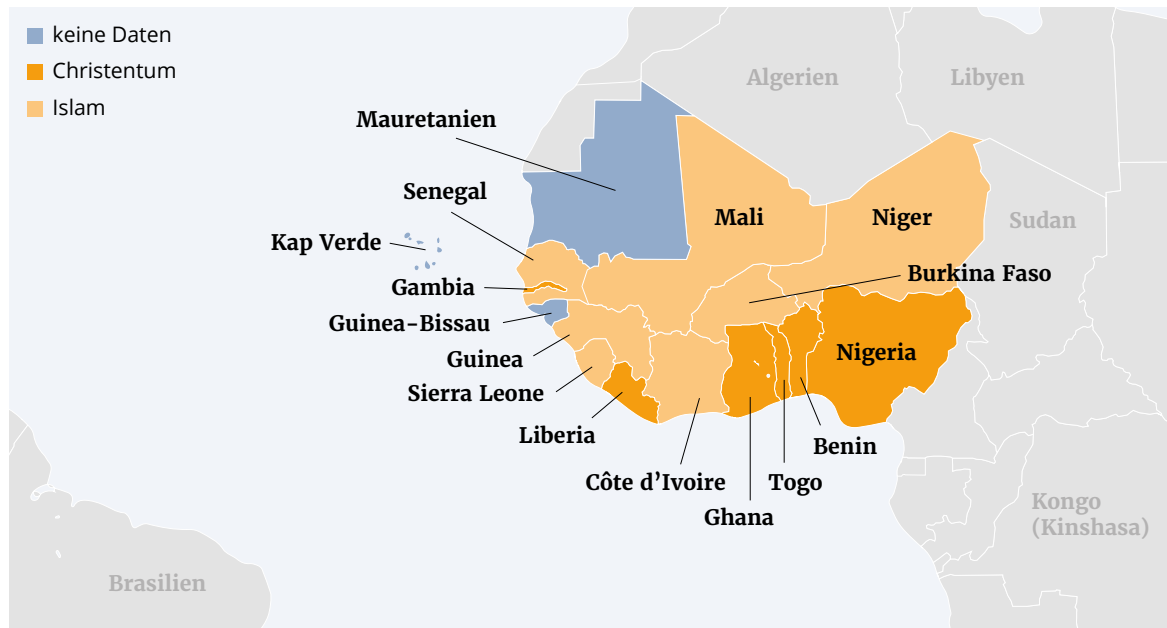 keine Daten
Christentum
Islam
Algerien
Libyen
Mauretanien
Senegal
Mali
Niger
Sudan
Kap Verde
Burkina Faso
Gambia
Guinea-Bissau
Nigeria
Guinea
Sierra Leone
Liberia
Benin
Côte d’Ivoire
Togo
Ghana
Kongo
(Kinshasa)
Brasilien